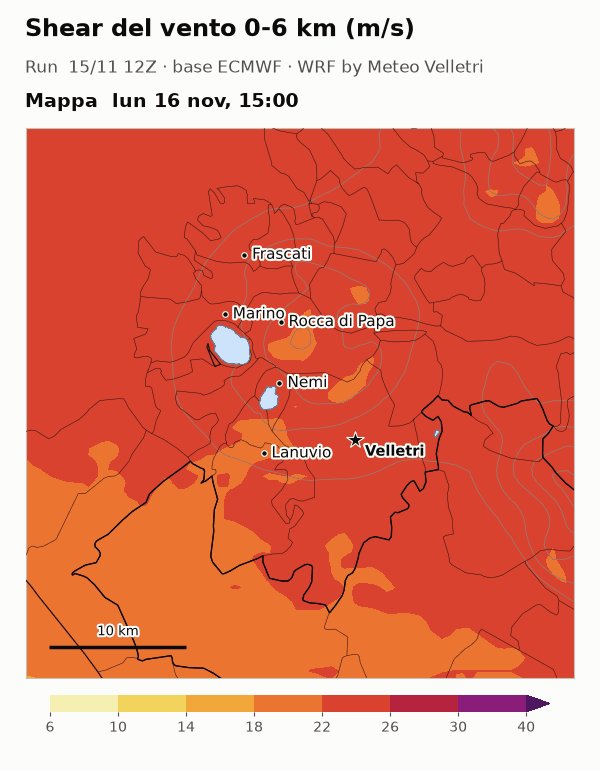 Shear del vento 0-6 km (m/s)
Run  15/11 12Z · base ECMWF · WRF by Meteo Velletri
Mappa  lun 16 nov, 15:00
Frascati
Marino
Rocca di Papa
Nemi
Velletri
Lanuvio
10 km
6 10 14 18 22 26 30 40